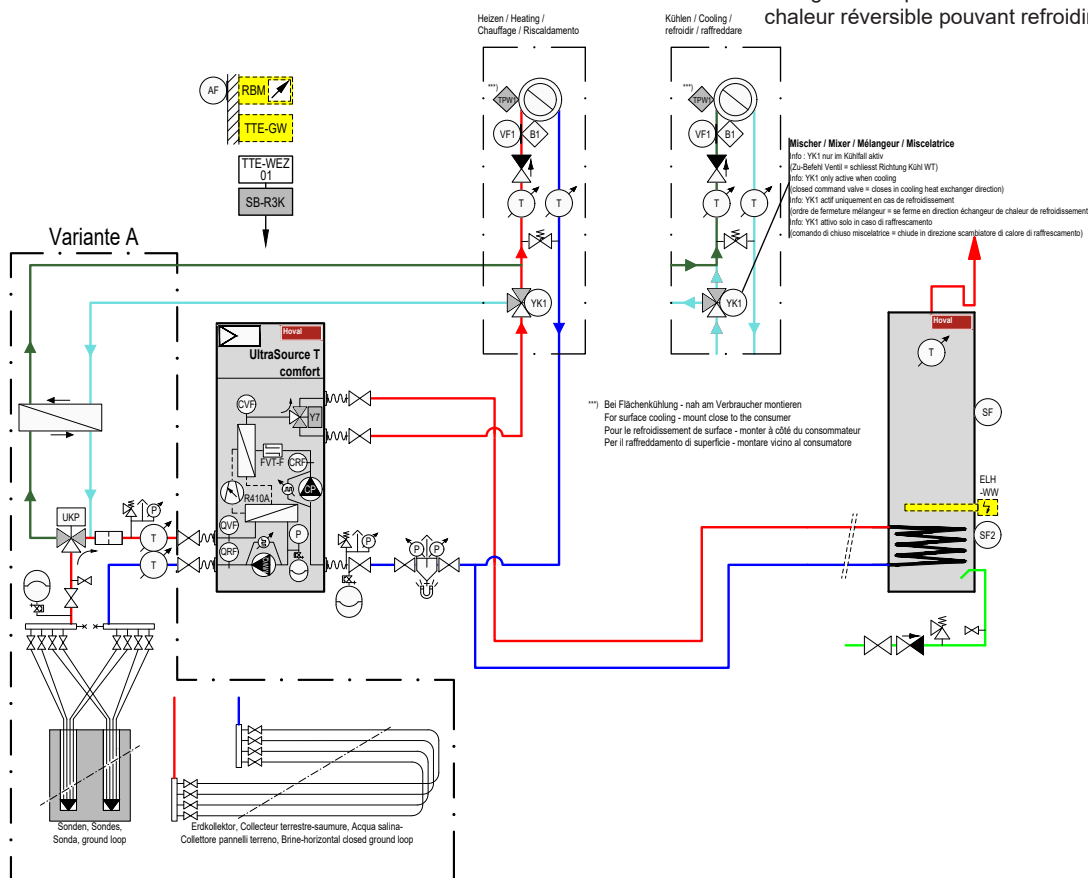 chaleur réversible pouvant refroidir
Heizen / Heating /
Chauffage / Riscaldamento
Kühlen / Cooling /
refroidir / raffreddare
AF
RBM
TTE-GW
TTE-WEZ
01
SB-R3K
***)
TPW1
VF1
B1
T
T
YK1
***)
TPW1
VF1
B1
T
T
YK1
Mischer / Mixer / Mélangeur / Miscelatrice
Info : YK1 nur im Kühlfall aktiv
(Zu-Befehl Ventil = schliesst Richtung Kühl WT)
Info: YK1 only active when cooling
(closed command valve = closes in cooling heat exchanger direction)
Info: YK1 actif uniquement en cas de refroidissement
(ordre de fermeture mélangeur = se ferme en direction échangeur de chaleur de refroidissement
Info: YK1 attivo solo in caso di raffrescamento
(comando di chiuso miscelatrice = chiude in direzione scambiatore di calore di raffrescamento)
Variante A
Hoval
UltraSource T
comfort
CVF
Y7
FVT-F
CRF
CP
R410A
QVF
QRF
P
UKP
P
T
T
P
P
P
***) Bei Flächenkühlung - nah am Verbraucher montieren
For surface cooling - mount close to the consumer
Pour le refroidissement de surface - monter à côté du consommateur
Per il raffreddamento di superficie - montare vicino al consumatore
Hoval
T
SF
ELH
-WW
SF2
Sonden, Sondes,
Sonda, ground loop
Erdkollektor, Collecteur terrestre-saumure, Acqua salina-
Collettore pannelli terreno, Brine-horizontal closed ground loop